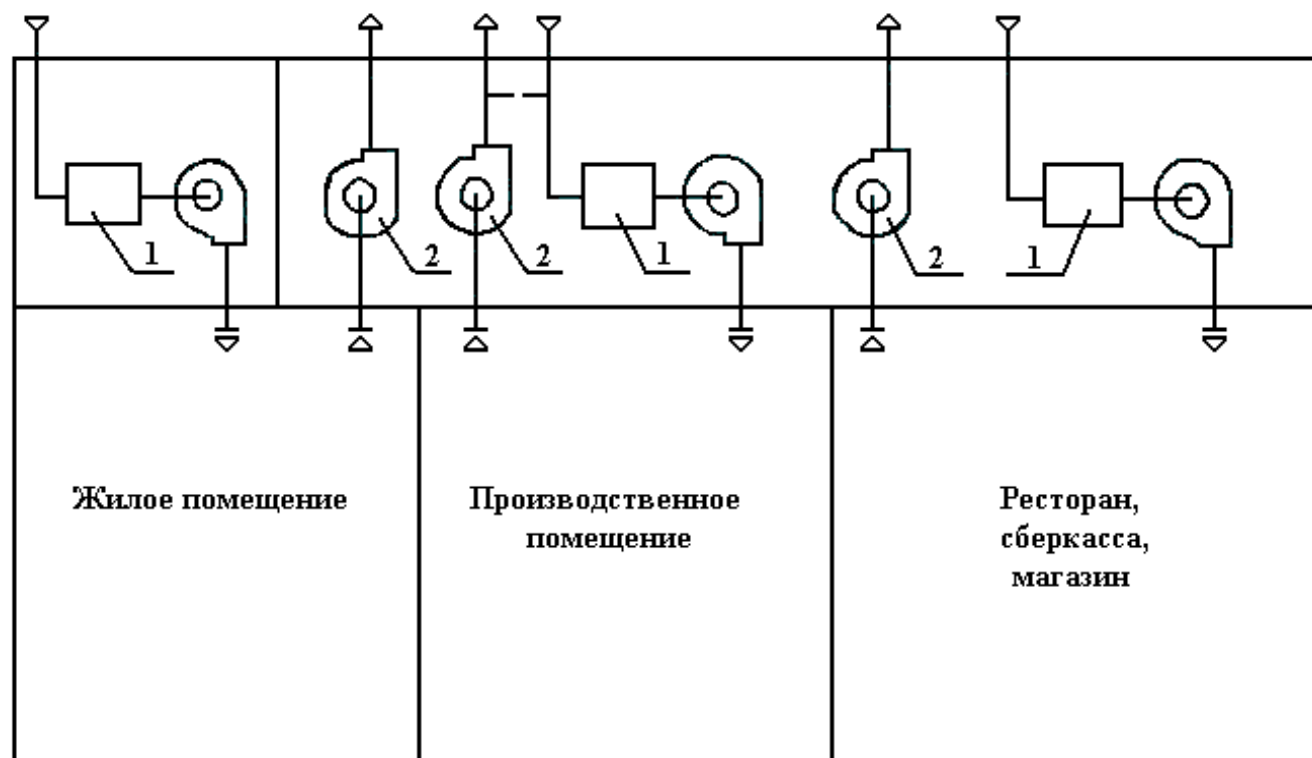 1
2
2
1
2
1
Жилое помещение
Производственное
помещение
Ресторан,
сберкасса,
магазин